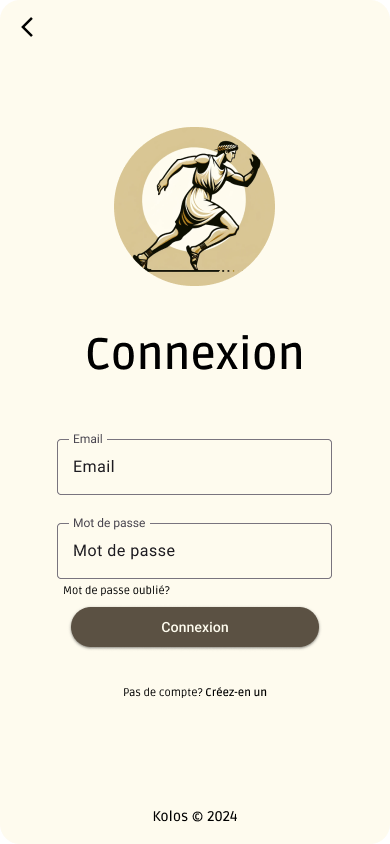 Connexion
Email
Email
Mot de passe
Mot de passe
Mot de passe oublié?
Connexion
Pas de compte? Créez-en un
Kolos © 2024